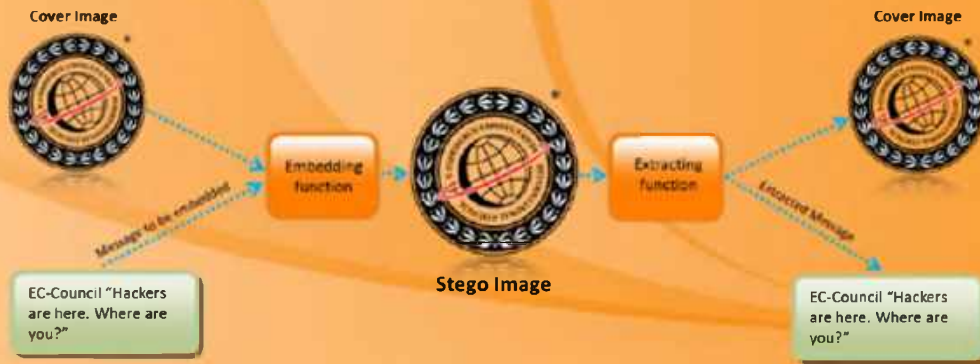 Cover Image
Cover Image
Embedding
function
Extracting
function
Message to be embedded
Extracted Message
Stego Image
EC-Council “Hackers
are here. Where are
you?”
EC-Council “Hackers
are here. Where are
you?”